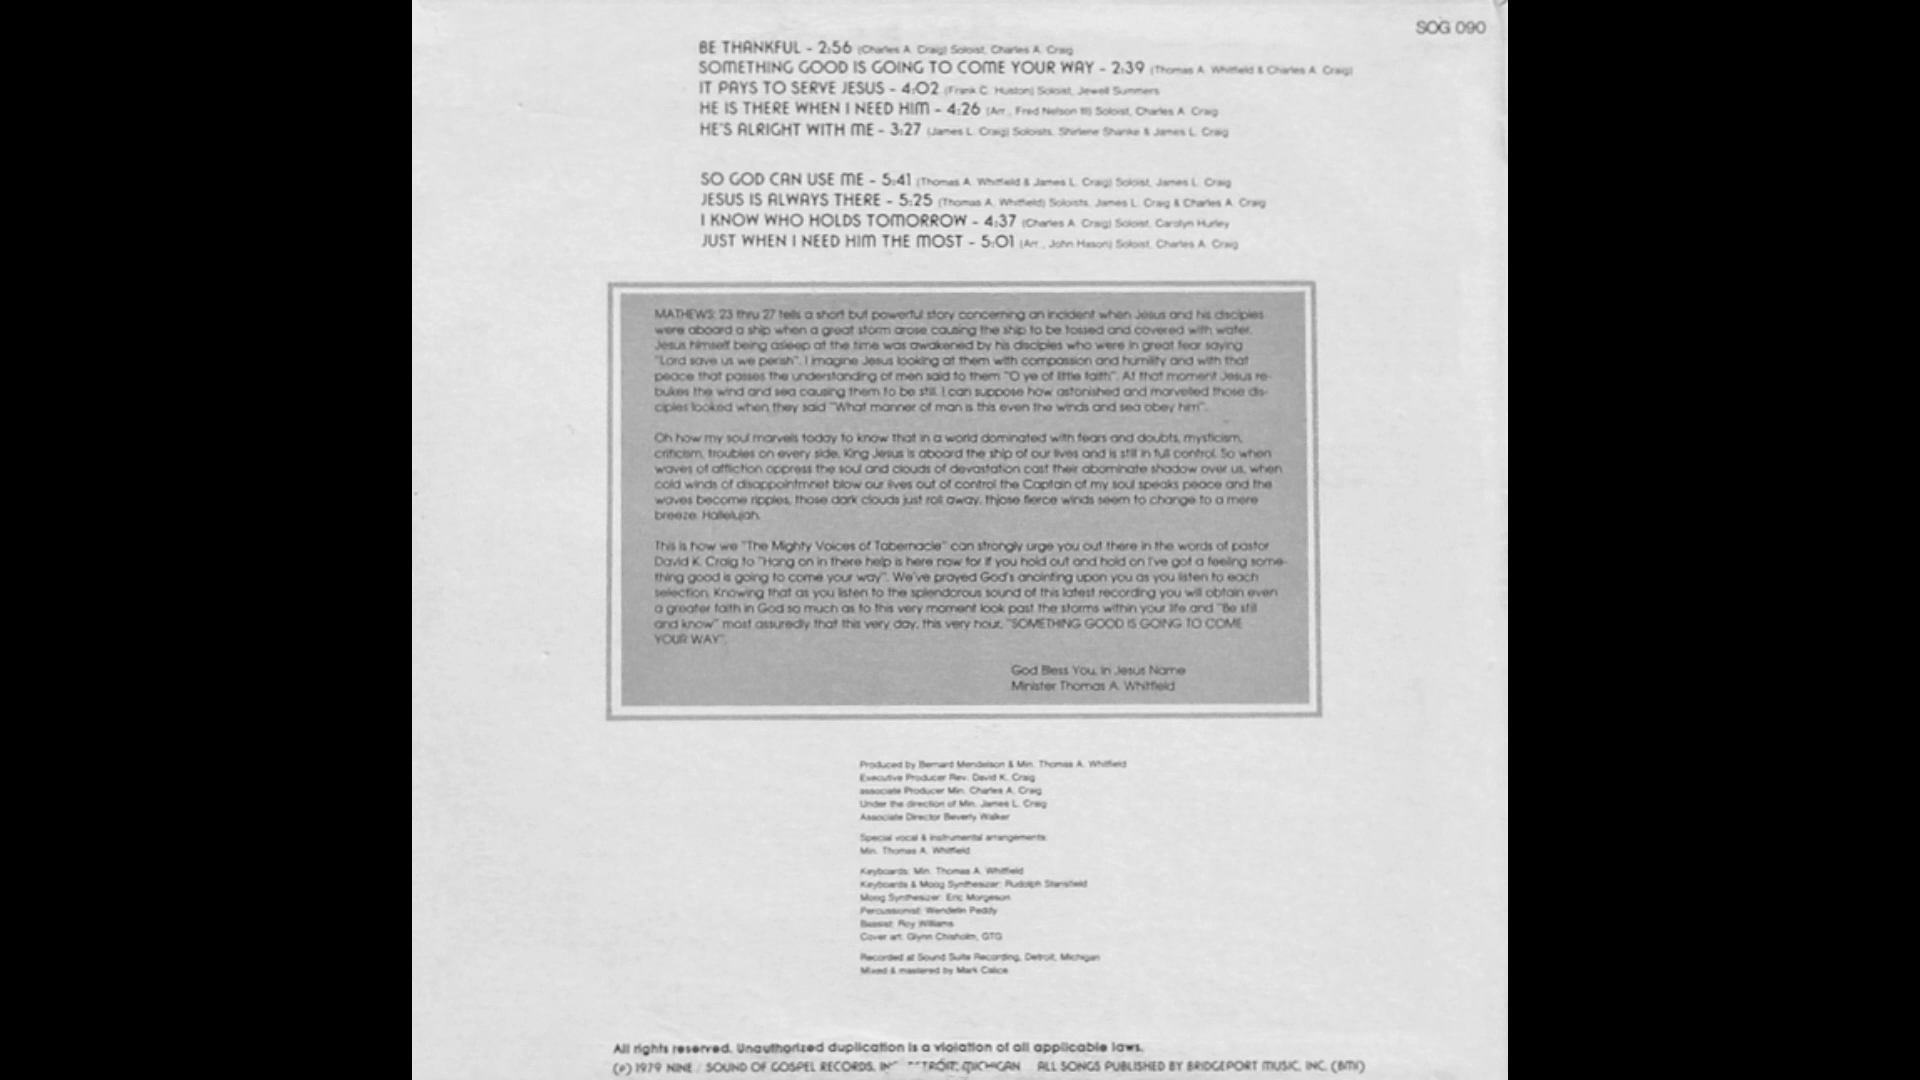 SOG 090
BE THANKFUL - 2:56 (Charles A. Craig) Soloist, Charles A. Craig
SOMETHING GOOD IS GOING TO COME YOUR WAY - 2:39 (Thomas A. Whitfield & Charles A. Craig)
IT PAYS TO SERVE JESUS - 4:02 (Frank C. Huston) Soloist, Jewell Summers
HE IS THERE WHEN I NEED HIM - 4:26 (Arr., Fred Nelson III) Soloist, Charles A. Craig
HE'S ALRIGHT WITH ME - 3:27 (James L. Craig) Soloists, Shirlene Shanke & James L. Craig
SO GOD CAN USE ME - 5:41 (Thomas A. Whitfield & James L. Craig) Soloist, James L. Craig
JESUS IS ALWAYS THERE - 5:25 (Thomas A. Whitfield) Soloists, James L. Craig & Charles A. Craig
I KNOW WHO HOLDS TOMORROW - 4:37 (Charles A. Craig) Soloist, Carolyn Hurley
JUST WHEN I NEED HIM THE MOST - 5:01 (Arr., John Hason) Soloist, Charles A. Craig
MATHEWS: 23 thru 27 tells a short but powerful story concerning an incident when Jesus and his disciples
were aboard a ship when a great storm arose causing the ship to be tossed and covered with water.
Jesus himself being asleep at the time was awakened by his disciples who were in great fear saying
"Lord save us we perish". I imagine Jesus looking at them with compassion and humility and with that
peace that passes the understanding of men said to them "O ye of little faith". At that moment Jesus re-
bukes the wind and sea causing them to be still. I can suppose how astonished and marvelled those dis-
ciples looked when they said "What manner of man is this even the winds and sea obey him".
Oh how my soul marvels today to know that in a world dominated with fears and doubts, mysticism,
criticism, troubles on every side, King Jesus is aboard the ship of our lives and is still in full control. So when
waves of affliction oppress the soul and clouds of devastation cast their abominate shadow over us, when
cold winds of disappointmnet blow our lives out of control the Captain of my soul speaks peace and the
waves become ripples, those dark clouds just roll away, thjose fierce winds seem to change to a mere
breeze. Hallelujah.
This is how we "The Mighty Voices of Tabernacle" can strongly urge you out there in the words of pastor
David K. Craig to "Hang on in there help is here now for if you hold out and hold on I've got a feeling some-
thing good is going to come your way". We've prayed God's anointing upon you as you listen to each
selection. Knowing that as you listen to the splendorous sound of this latest recording you will obtain even
a greater faith in God so much as to this very moment look past the storms within your life and "Be still
and know" most assuredly that this very day, this very hour, "SOMETHING GOOD IS GOING TO COME
YOUR WAY".
God Bless You, In Jesus Name
Minister Thomas A. Whitfield
Produced by Bernard Mendelson & Min. Thomas A. Whitfield
Executive Producer Rev. David K. Craig
associate Producer Min. Charles A. Craig
Under the direction of Min. James L. Craig
Associate Director Beverly Walker
Special vocal & instrumental arrangements:
Min. Thomas A. Whitfield
Keyboards: Min. Thomas A. Whitfield
Keyboards & Moog Synthesizer: Rudolph Stansfield
Moog Synthesizer: Eric Morgeson
Percussionist: Wendelin Peddy
Bassist: Roy Williams
Cover art: Glynn Chisholm, GTG
Recorded at Sound Suite Recording, Detroit, Michigan
Mixed & mastered by Mark Calice
All rights reserved. Unauthorized duplication is a violation of all applicable laws.
(P) 1979 NINE / SOUND OF GOSPEL RECORDS, MICHIGAN ALL SONGS PUBLISHED BY BRIDGEPORT MUSIC, INC. (BMI)